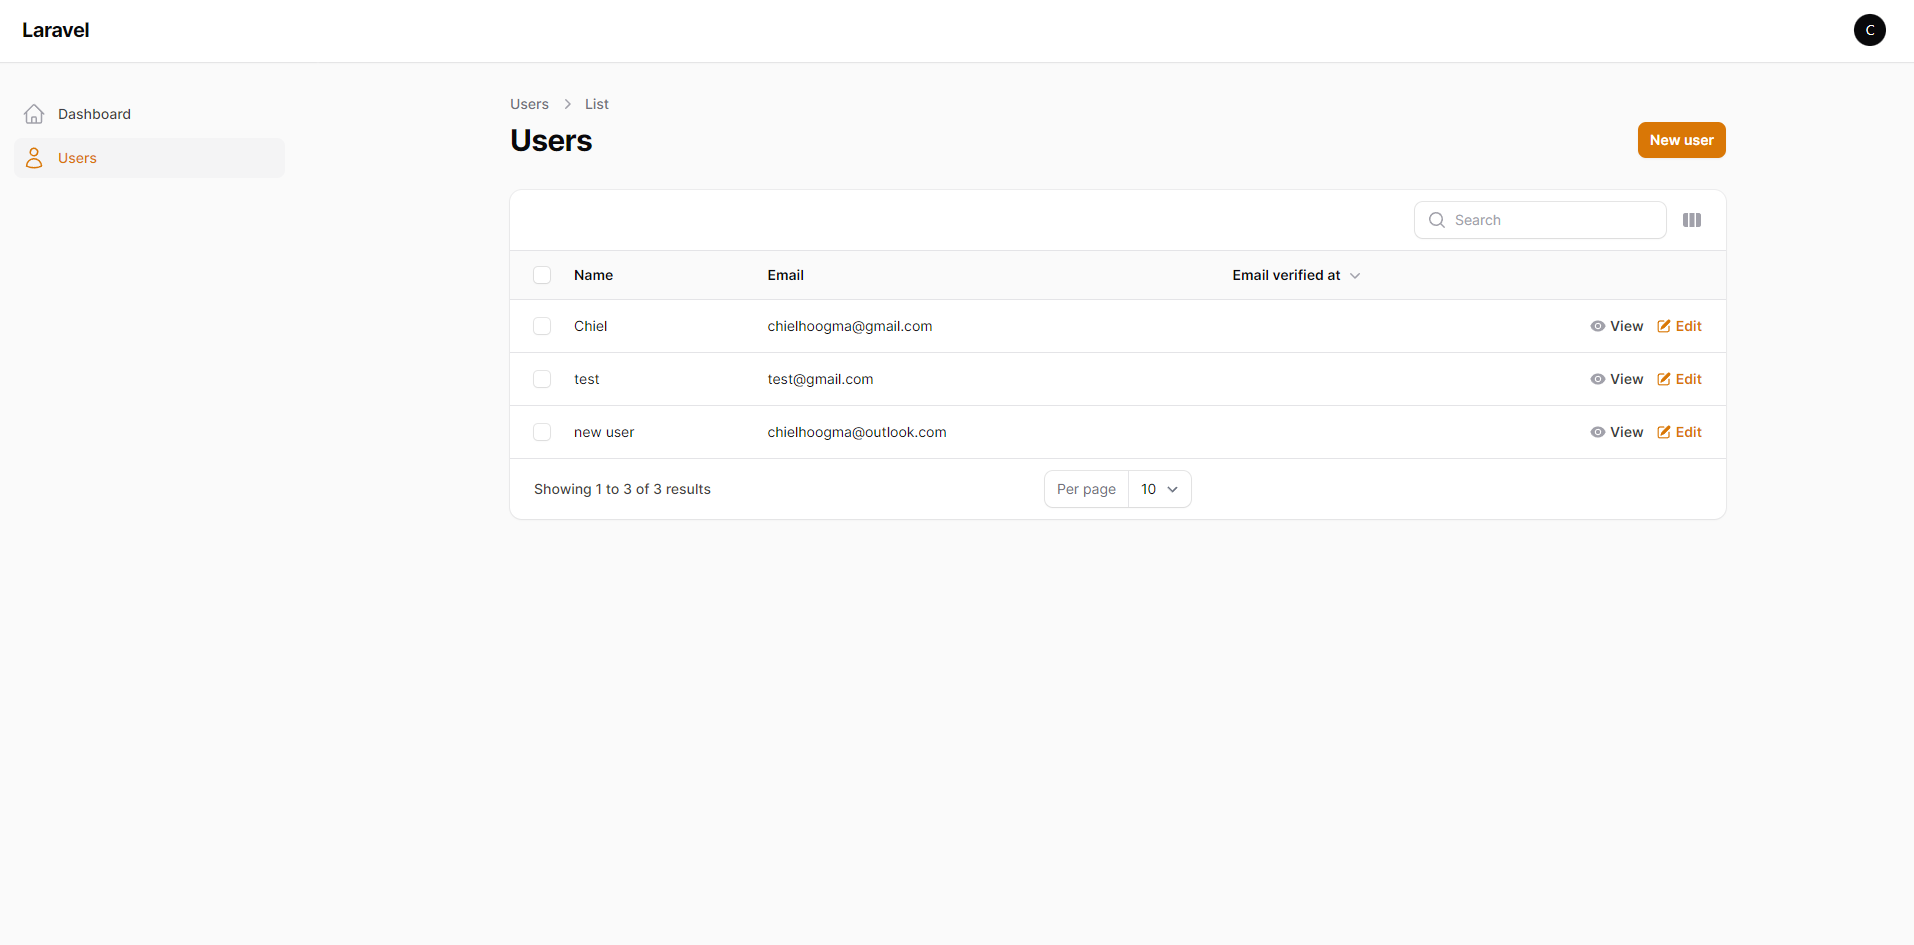 Laravel
C
Dashboard
Users
Users > List
Users
New user
Search
Name Email Email verified at
Chiel chielhoogma@gmail.com View Edit
test test@gmail.com View Edit
new user chielhoogma@outlook.com View Edit
Showing 1 to 3 of 3 results Per page 10